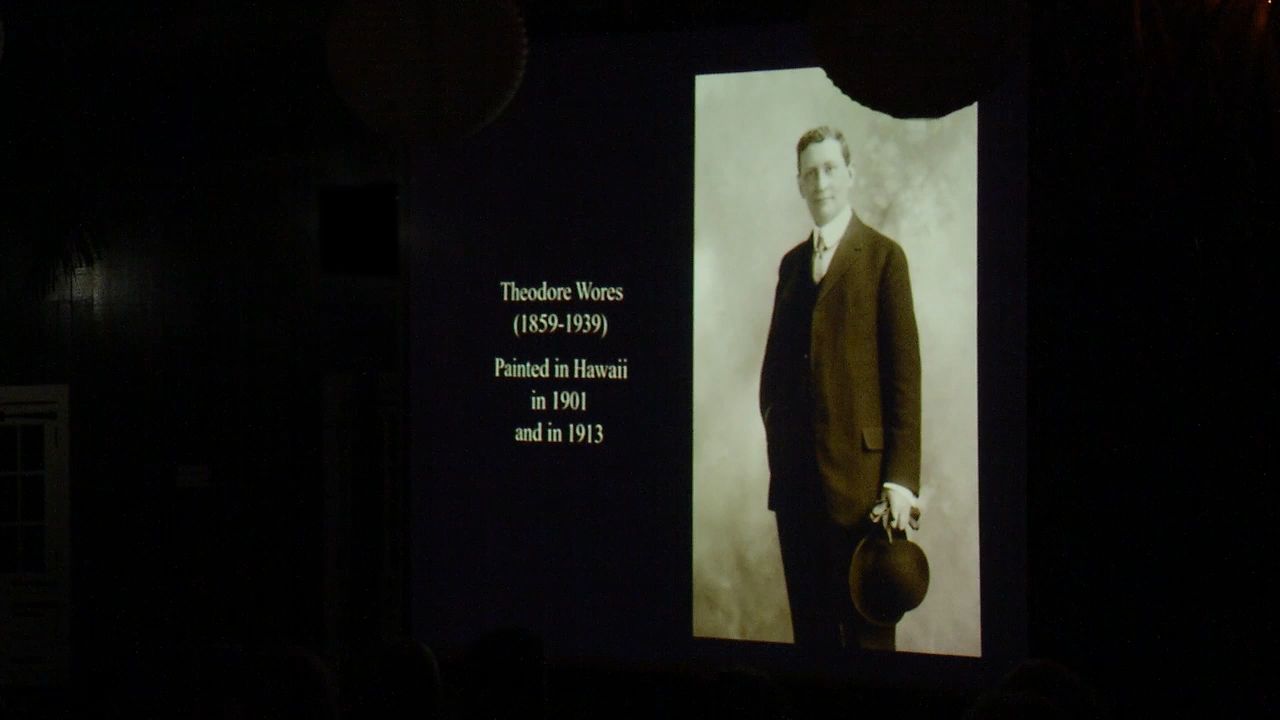 Theodore Wores
(1859-1939)
Painted in Hawaii
in 1901
and in 1913